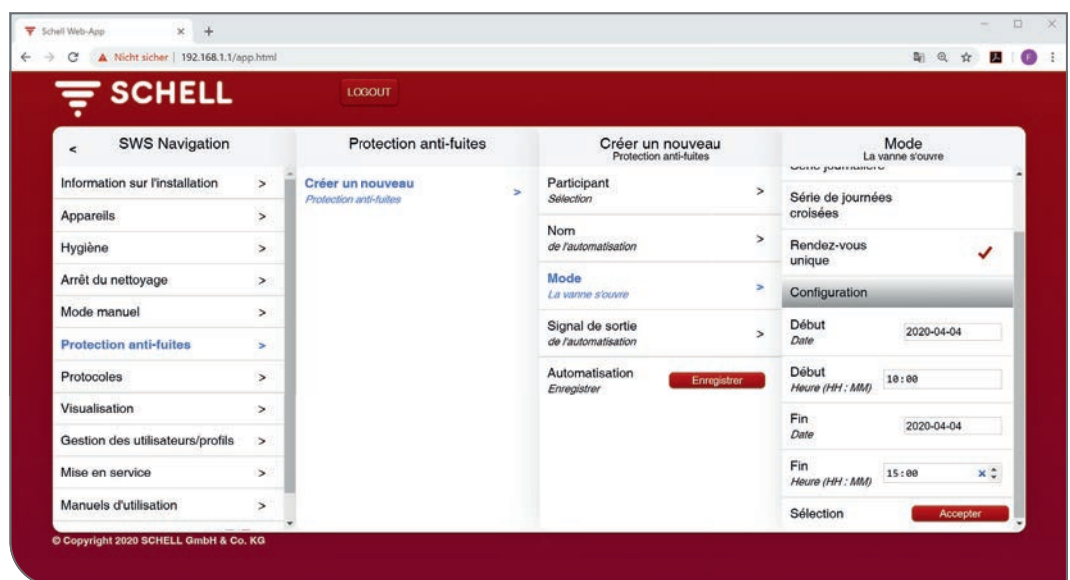 Schell Web-App
Nicht sicher | 192.168.1.1/app.html
F
SCHELL
LOGOUT
< SWS Navigation
Information sur l'installation >
Appareils >
Hygiène >
Arrêt du nettoyage >
Mode manuel >
Protection anti-fuites >
Protocoles >
Visualisation >
Gestion des utilisateurs/profils >
Mise en service >
Manuels d'utilisation >
Protection anti-fuites
Créer un nouveau >
Protection anti-fuites
Créer un nouveau
Protection anti-fuites
Participant >
Sélection
Nom >
de l'automatisation
Mode >
La vanne s'ouvre
Signal de sortie >
de l'automatisation
Automatisation
Enregistrer
Enregistrer
Mode
La vanne s'ouvre
Série journalière
Série de journées
croisées
Rendez-vous
unique
Configuration
Début
Date
2020-04-04
Début
Heure (HH : MM)
10:00
Fin
Date
2020-04-04
Fin
Heure (HH : MM)
15:00
Sélection
Accepter
© Copyright 2020 SCHELL GmbH & Co. KG